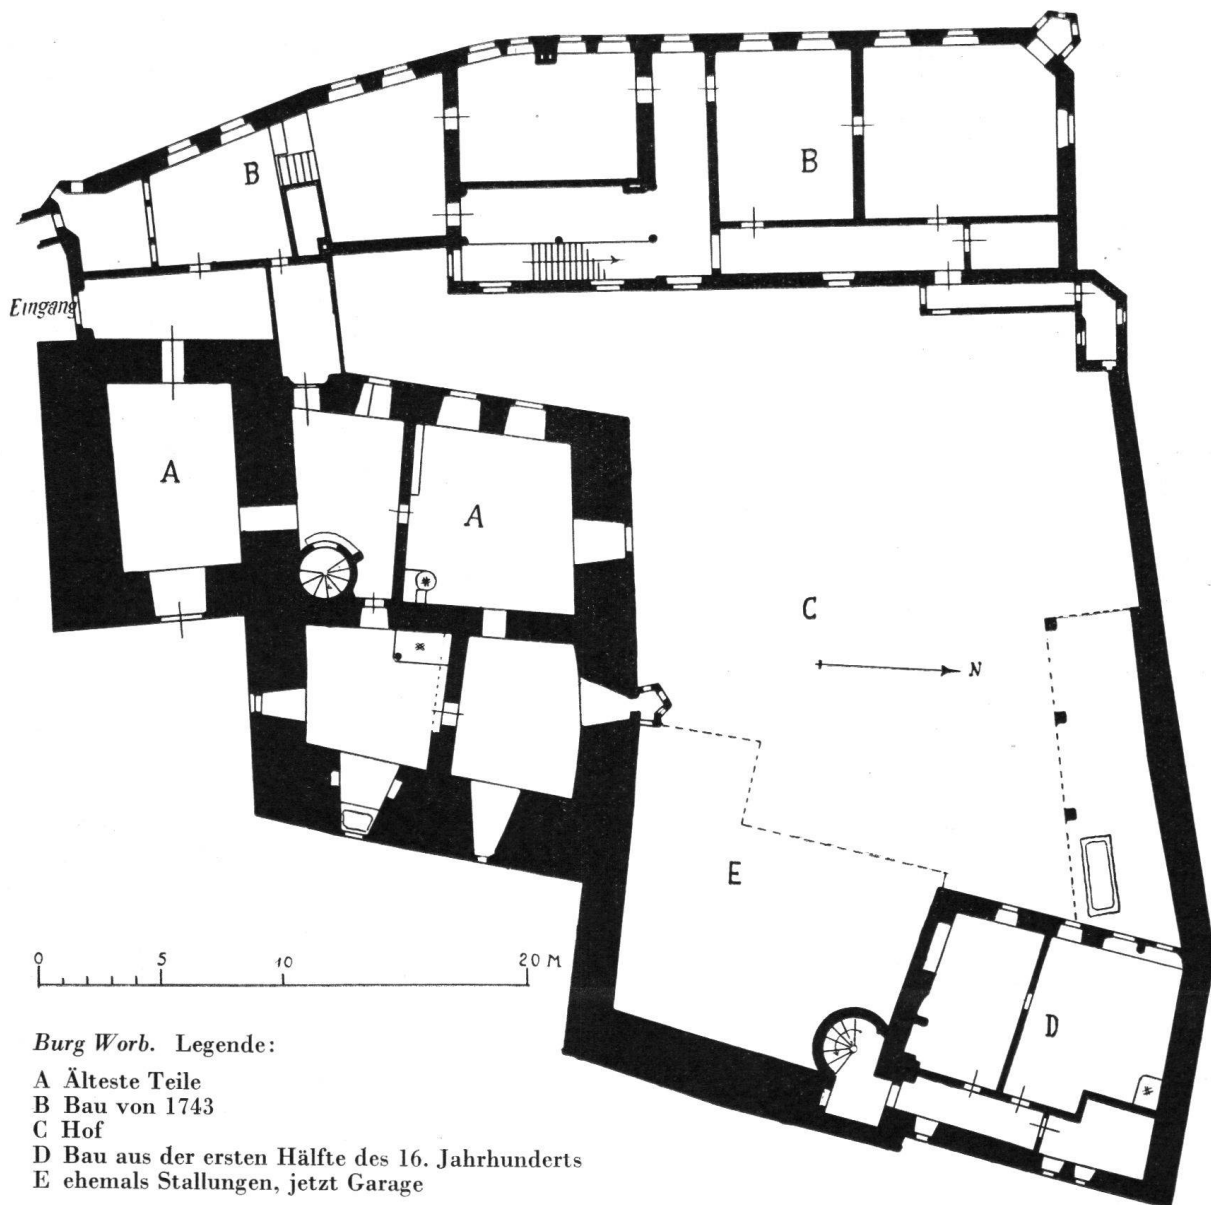 B
B
Eingang
A
A
C
N
E
D
0 5 10 20 M
Burg Worb. Legende:
A Älteste Teile
B Bau von 1743
C Hof
D Bau aus der ersten Hälfte des 16. Jahrhunderts
E ehemals Stallungen, jetzt Garage